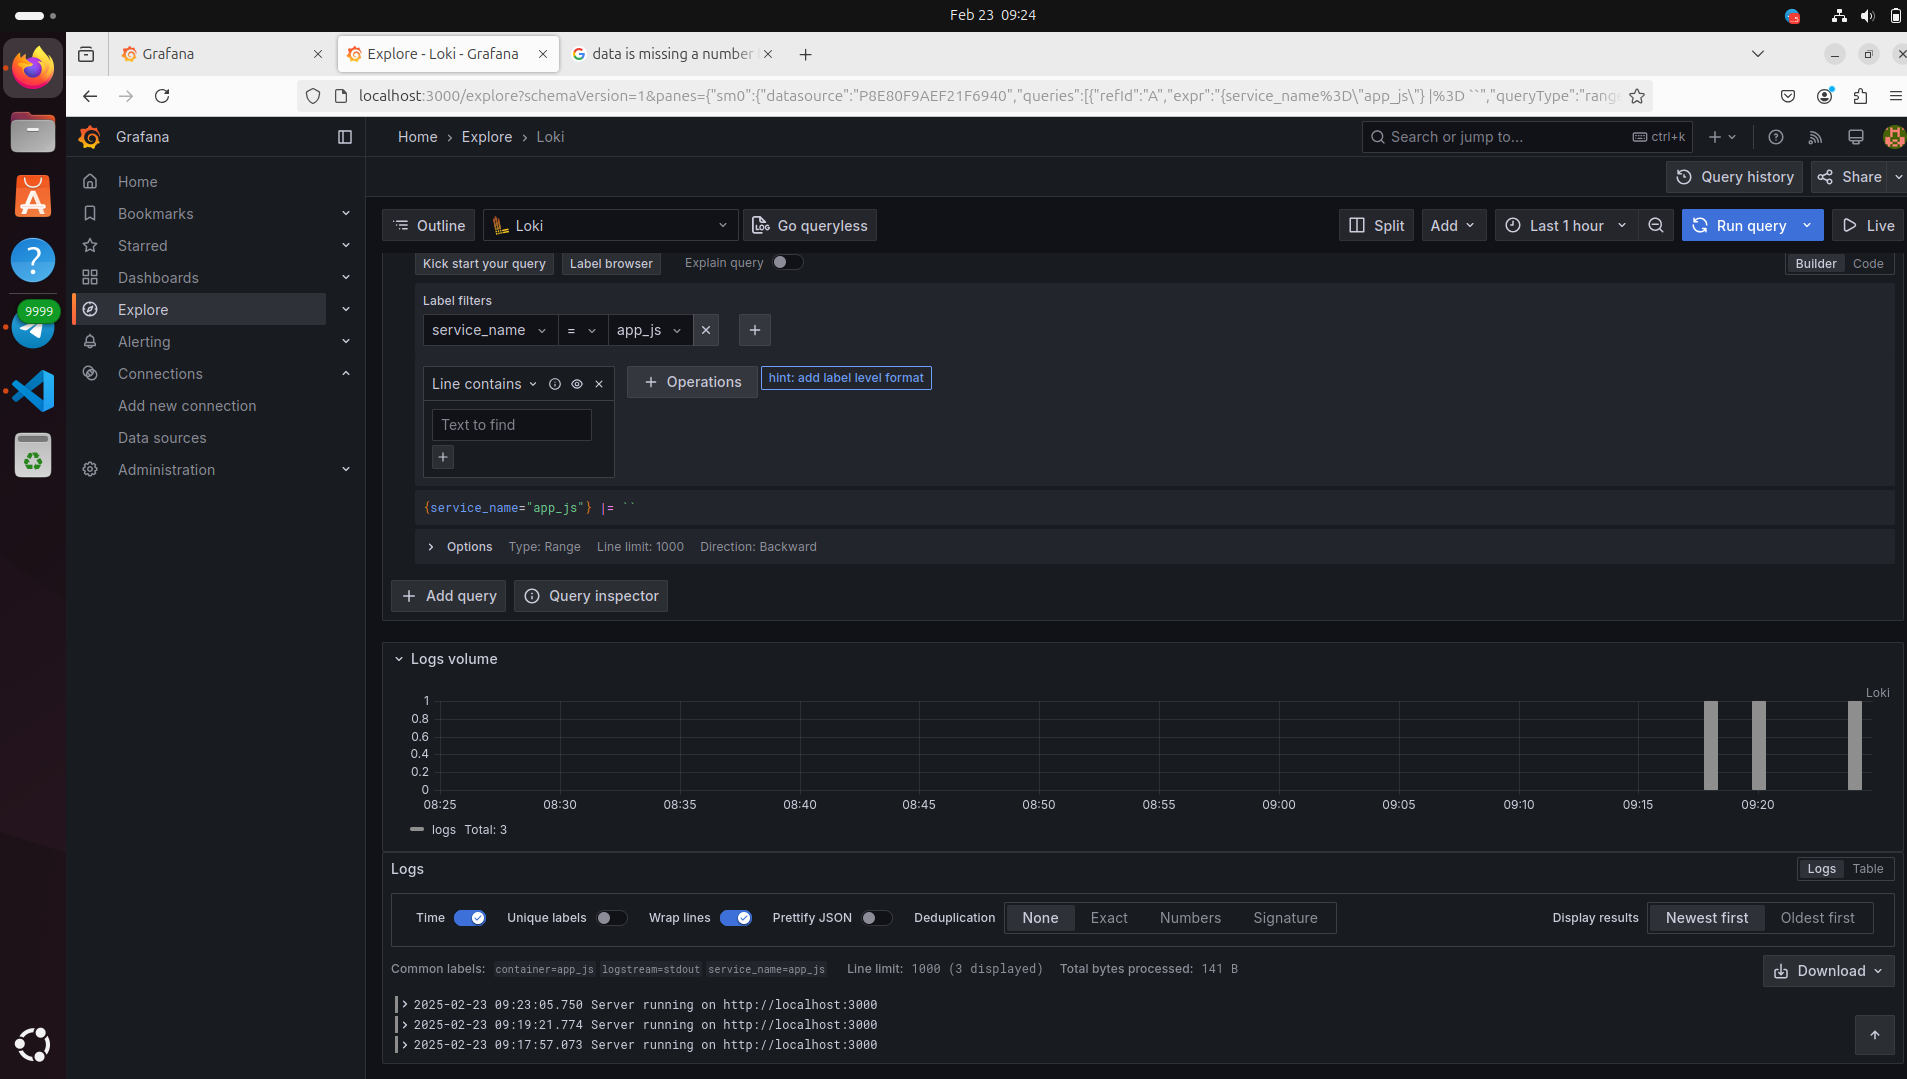 Feb 23 09:24
Grafana
Explore - Loki - Grafana
data is missing a number
localhost:3000/explore?schemaVersion=1&panes={"sm0":{"datasource":"P8E80F9AEF21F6940","queries":[{"refId":"A","expr":"{service_name%3D\"app_js\"} |%3D ``","queryType":"range
9999
Grafana
Home › Explore › Loki
Search or jump to...
ctrl+k
Query history
Share
Home
Bookmarks
Starred
Dashboards
Explore
Alerting
Connections
Add new connection
Data sources
Administration
Outline
Loki
Go queryless
Split
Add
Last 1 hour
Run query
Live
Kick start your query
Label browser
Explain query
Builder
Code
Label filters
service_name
=
app_js
Line contains
Operations
hint: add label level format
Text to find
{service_name="app_js"} |= ``
Options Type: Range Line limit: 1000 Direction: Backward
Add query
Query inspector
Logs volume
Loki
1
0.8
0.6
0.4
0.2
0
08:25 08:30 08:35 08:40 08:45 08:50 08:55 09:00 09:05 09:10 09:15 09:20
logs Total: 3
Logs
Logs Table
Time Unique labels Wrap lines Prettify JSON Deduplication None Exact Numbers Signature
Display results Newest first Oldest first
Common labels: container=app_js logstream=stdout service_name=app_js Line limit: 1000 (3 displayed) Total bytes processed: 141 B
Download
2025-02-23 09:23:05.750 Server running on http://localhost:3000
2025-02-23 09:19:21.774 Server running on http://localhost:3000
2025-02-23 09:17:57.073 Server running on http://localhost:3000